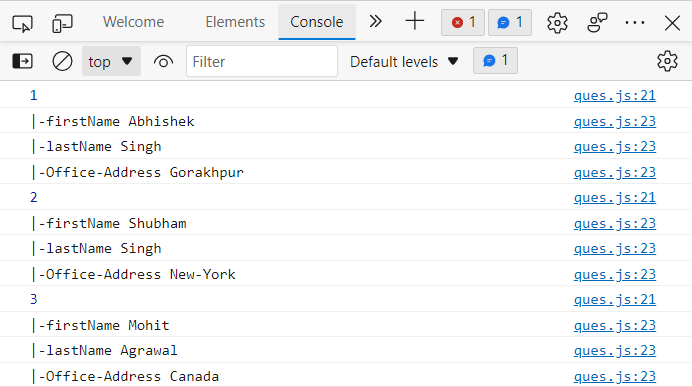 Welcome Elements Console 1 1
top Filter Default levels 1
1 ques.js:21
|-firstName Abhishek ques.js:23
|-lastName Singh ques.js:23
|-Office-Address Gorakhpur ques.js:23
2 ques.js:21
|-firstName Shubham ques.js:23
|-lastName Singh ques.js:23
|-Office-Address New-York ques.js:23
3 ques.js:21
|-firstName Mohit ques.js:23
|-lastName Agrawal ques.js:23
|-Office-Address Canada ques.js:23